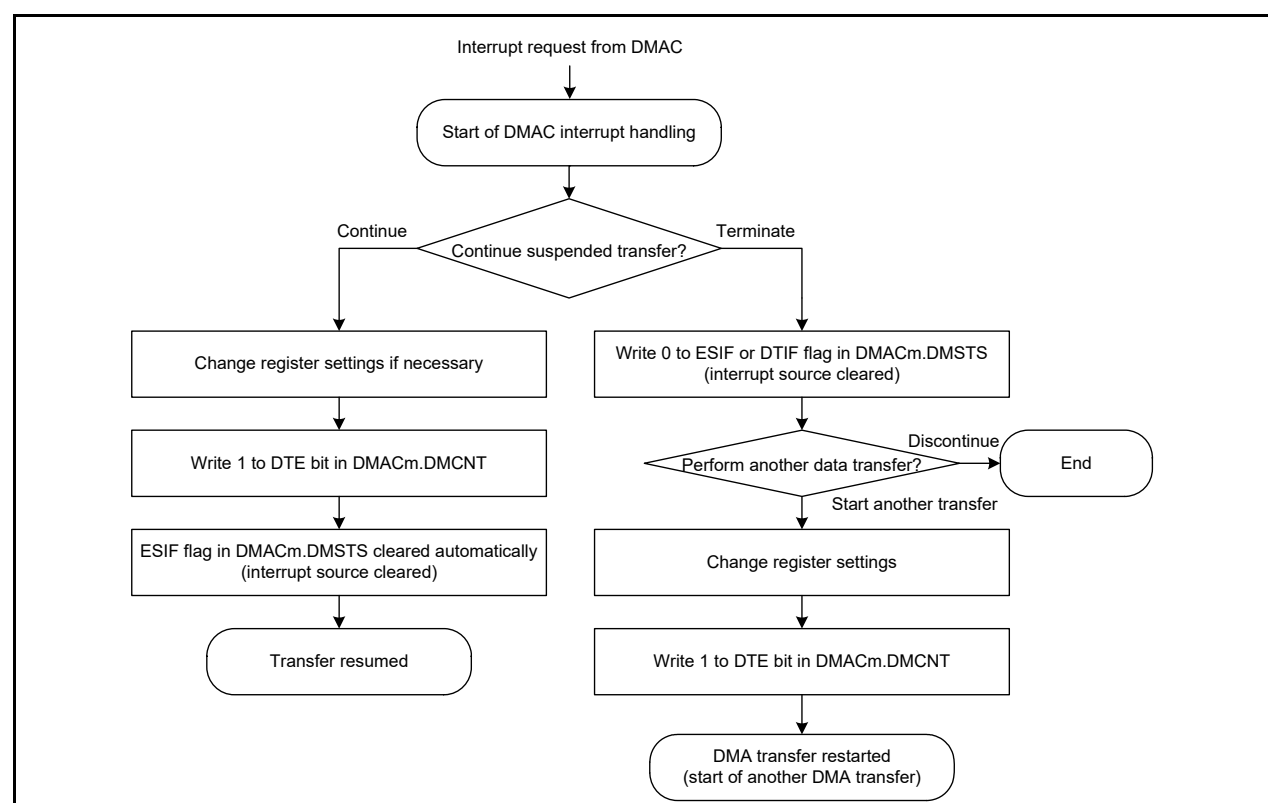 Interrupt request from DMAC
Start of DMAC interrupt handling
Continue
Terminate
Continue suspended transfer?
Change register settings if necessary
Write 1 to DTE bit in DMACm.DMCNT
ESIF flag in DMACm.DMSTS cleared automatically
(interrupt source cleared)
Transfer resumed
Write 0 to ESIF or DTIF flag in DMACm.DMSTS
(interrupt source cleared)
Perform another data transfer?
Discontinue
End
Start another transfer
Change register settings
Write 1 to DTE bit in DMACm.DMCNT
DMA transfer restarted
(start of another DMA transfer)